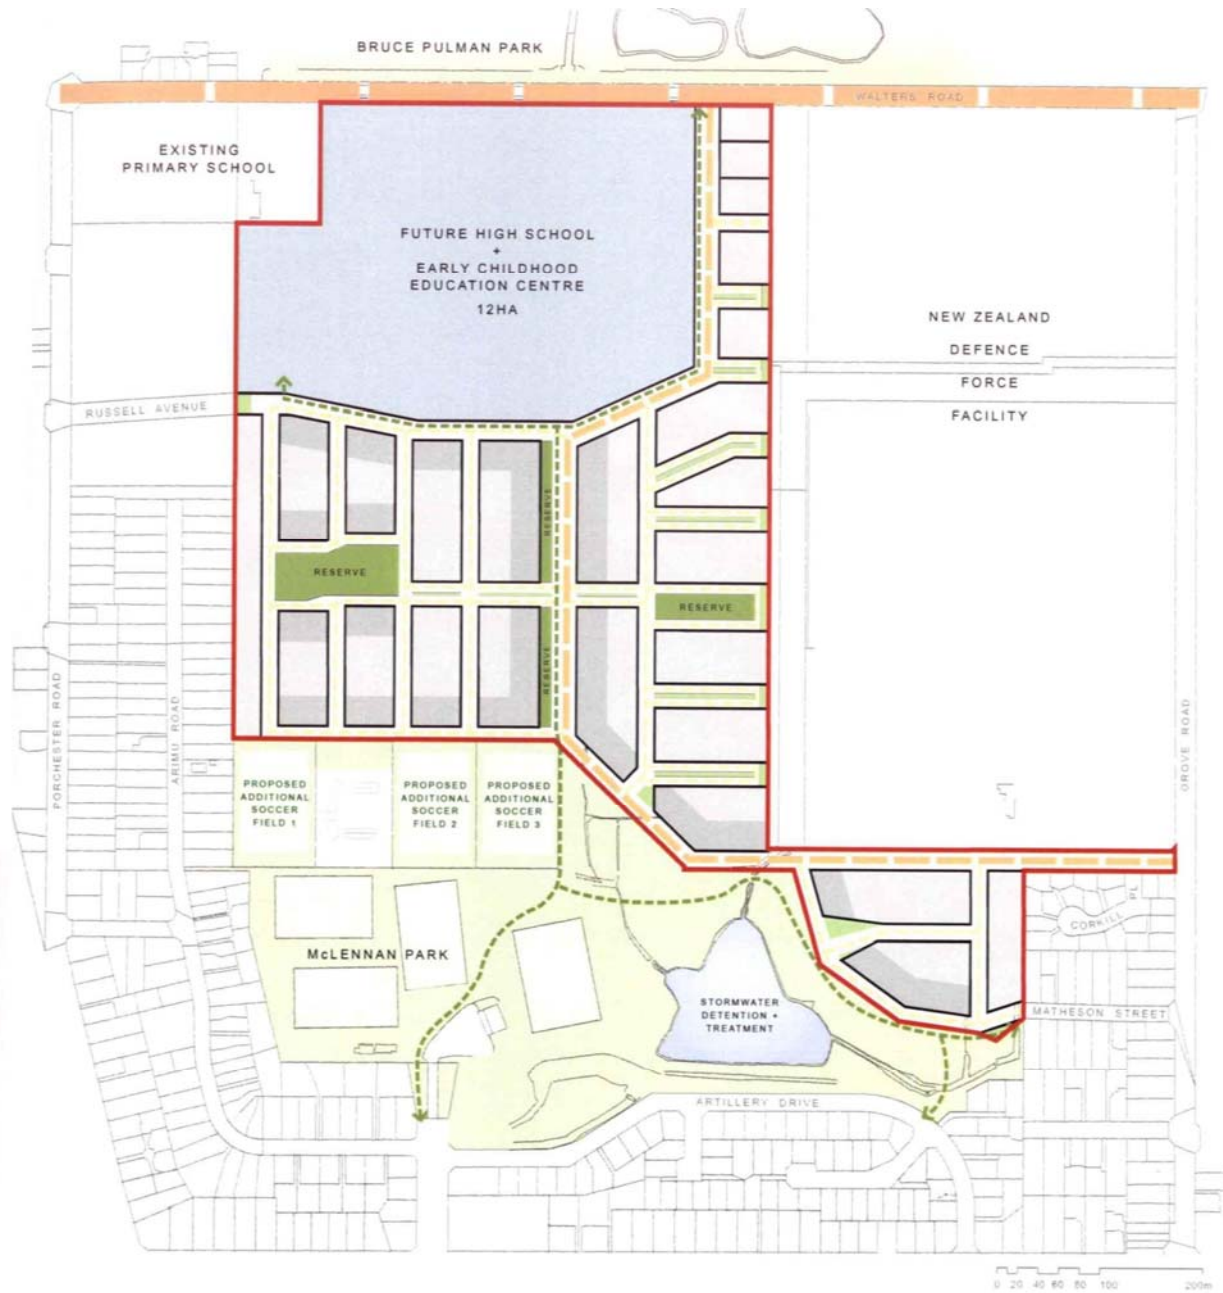 BRUCE PULMAN PARK
WALTERS ROAD
EXISTING
PRIMARY SCHOOL
FUTURE HIGH SCHOOL
+
EARLY CHILDHOOD
EDUCATION CENTRE
12HA
NEW ZEALAND
DEFENCE
FORCE
FACILITY
RUSSELL AVENUE
RESERVE
RESERVE
RESERVE
RESERVE
PORCHESTER ROAD
ARIMU ROAD
GROVE ROAD
PROPOSED
ADDITIONAL
SOCCER
FIELD 1
PROPOSED
ADDITIONAL
SOCCER
FIELD 2
PROPOSED
ADDITIONAL
SOCCER
FIELD 3
CORKILL PL
McLENNAN PARK
STORMWATER
DETENTION +
TREATMENT
MATHESON STREET
ARTILLERY DRIVE
0 20 40 60 80 100 200m